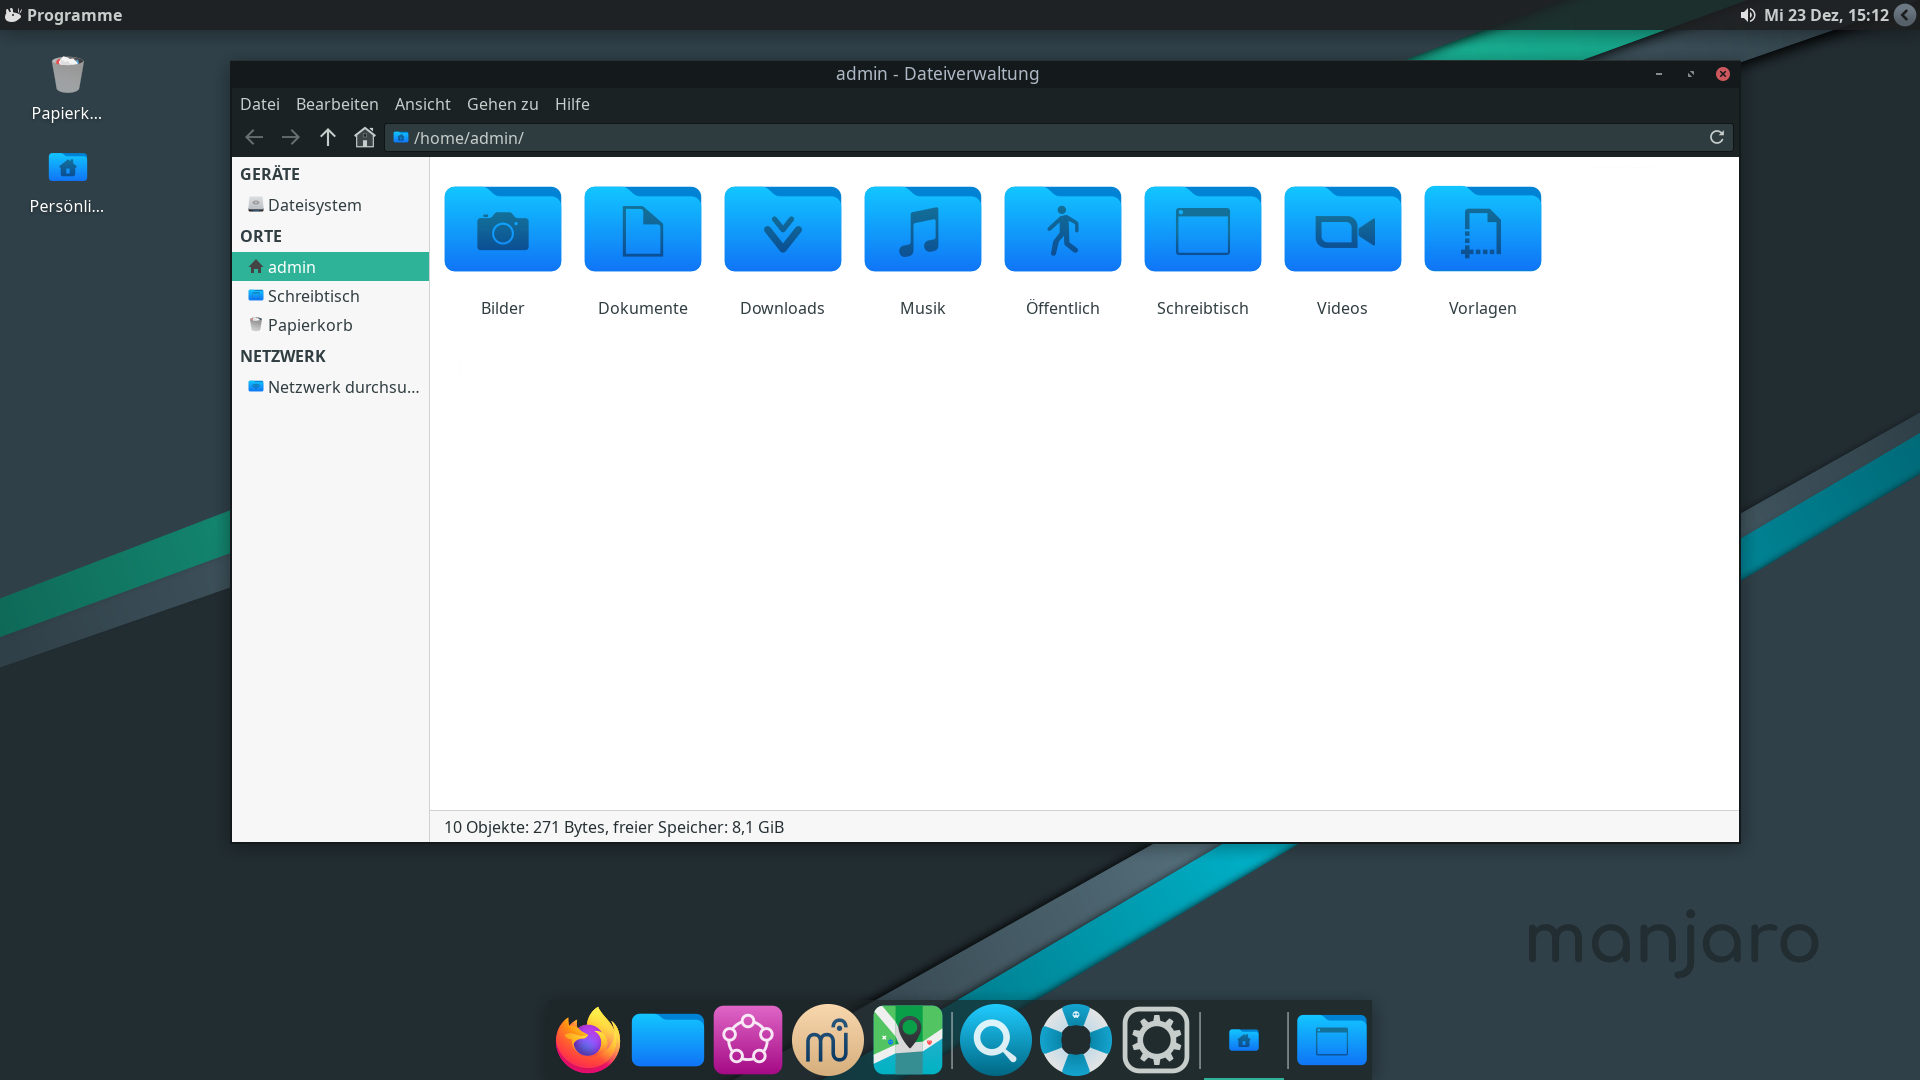 Programme
Mi 23 Dez, 15:12
Papierk...
Persönli...
admin - Dateiverwaltung
Datei Bearbeiten Ansicht Gehen zu Hilfe
/home/admin/
GERÄTE
Dateisystem
ORTE
admin
Schreibtisch
Papierkorb
NETZWERK
Netzwerk durchsu...
Bilder Dokumente Downloads Musik Öffentlich Schreibtisch Videos Vorlagen
10 Objekte: 271 Bytes, freier Speicher: 8,1 GiB
manjaro
mü